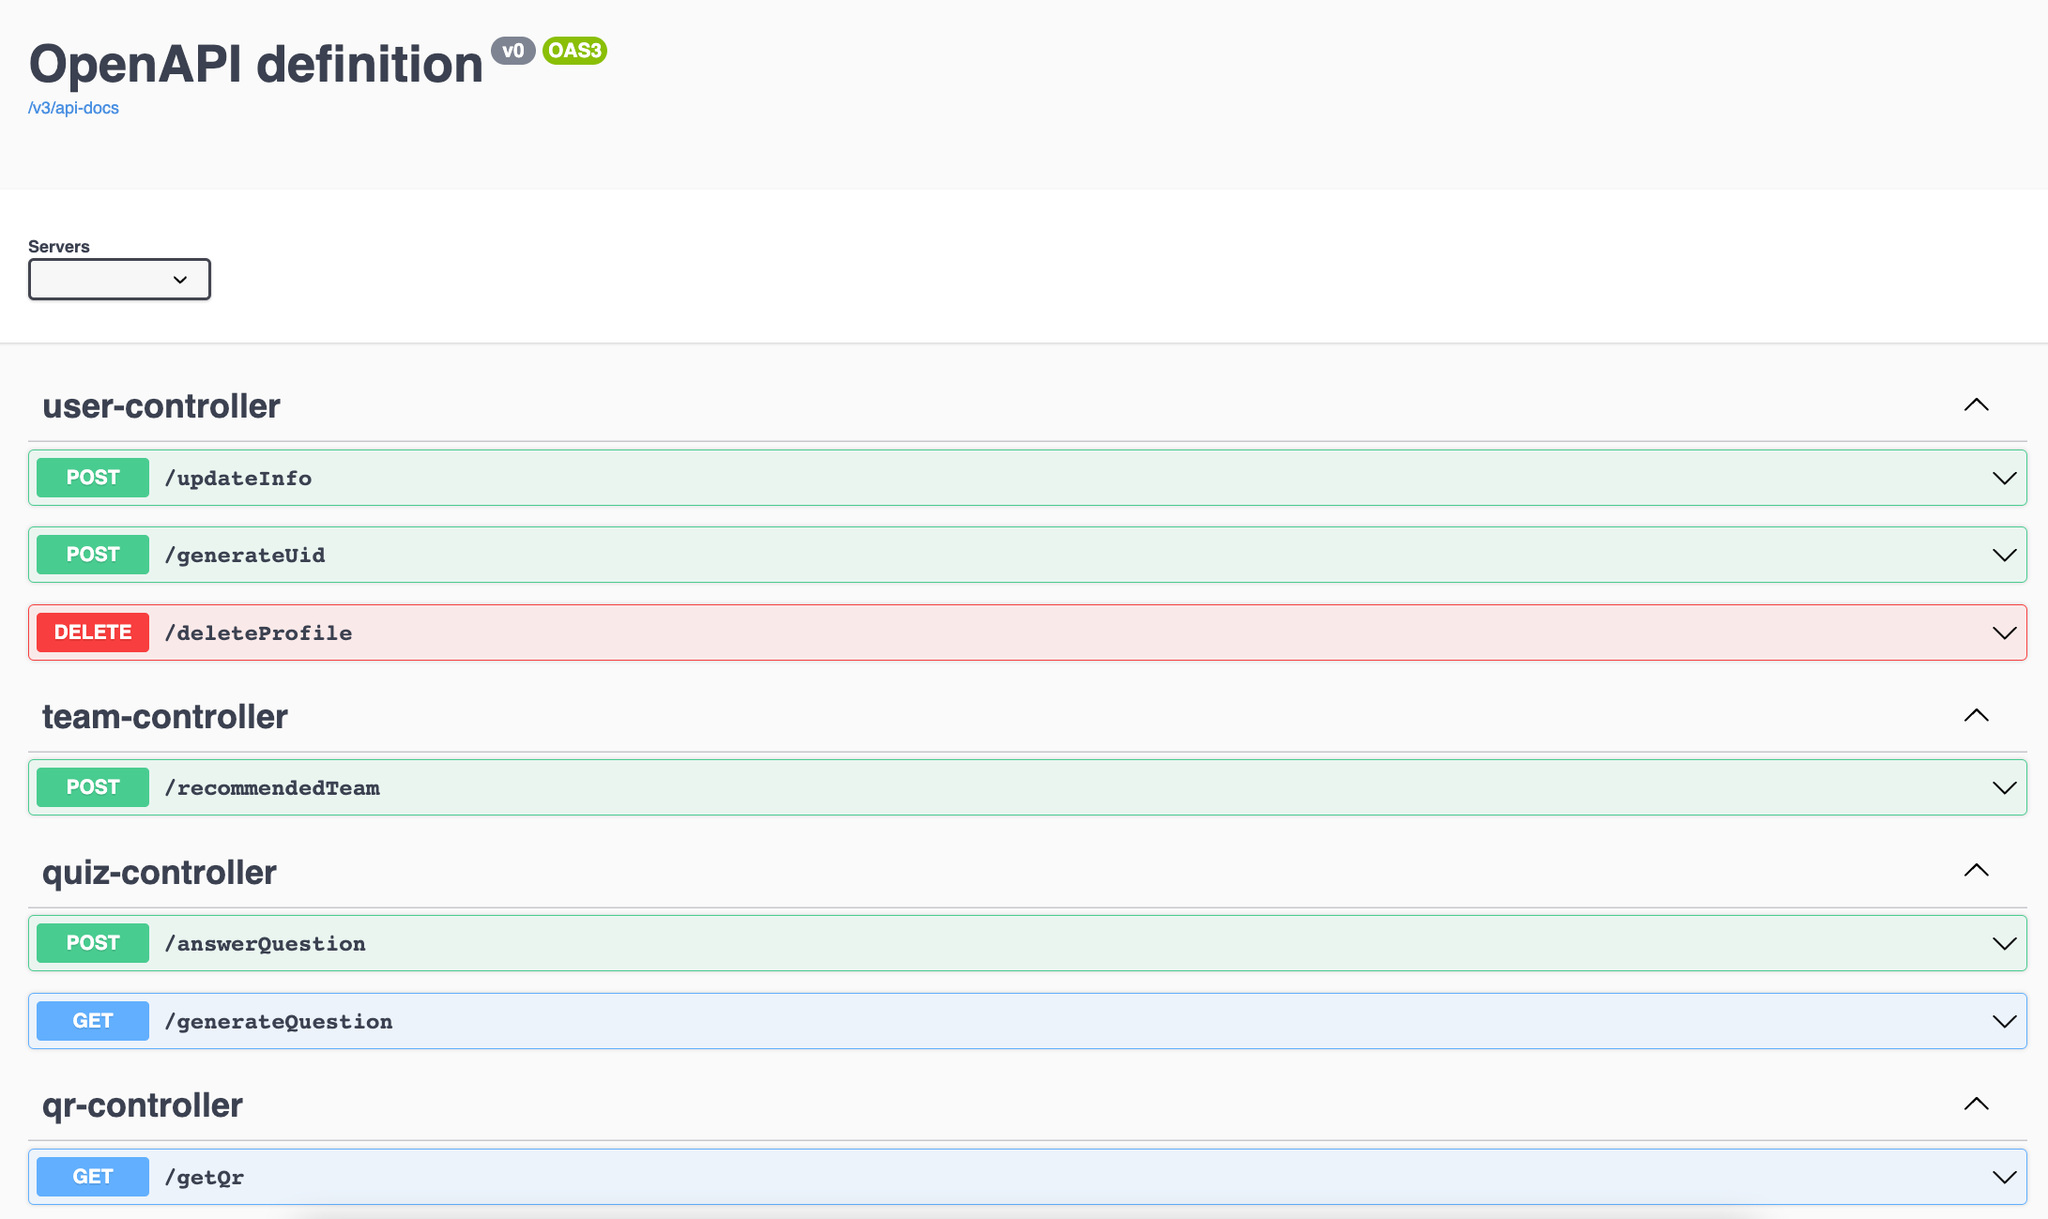 OpenAPI definition v0 OAS3
/v3/api-docs
Servers
user-controller
POST /updateInfo
POST /generateUid
DELETE /deleteProfile
team-controller
POST /recommendedTeam
quiz-controller
POST /answerQuestion
GET /generateQuestion
qr-controller
GET /getQr